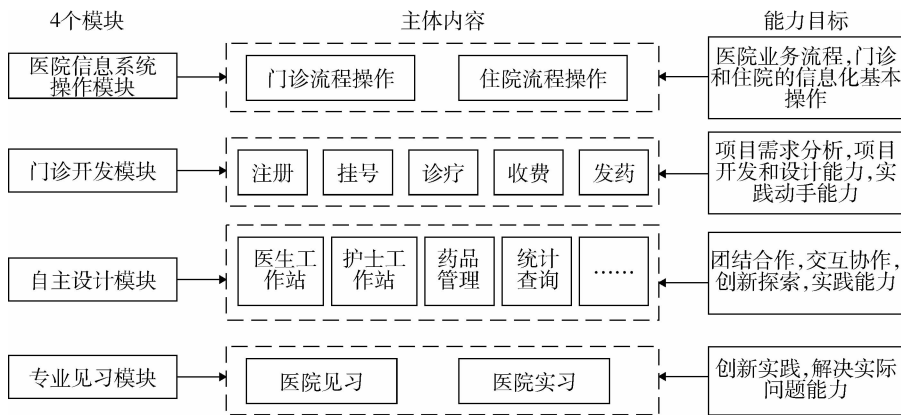 4个模块
主体内容
能力目标
医院信息系统
操作模块
门诊流程操作
住院流程操作
医院业务流程,门诊
和住院的信息化基本
操作
门诊开发模块
注册
挂号
诊疗
收费
发药
项目需求分析,项目
开发和设计能力,实
践动手能力
自主设计模块
医生工
作站
护士工
作站
药品
管理
统计
查询
……
团结合作,交互协作,
创新探索,实践能力
专业见习模块
医院见习
医院实习
创新实践,解决实际
问题能力